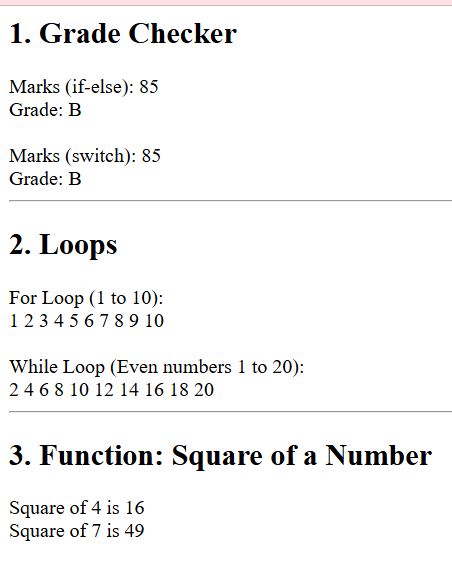 1. Grade Checker
Marks (if-else): 85
Grade: B
Marks (switch): 85
Grade: B
2. Loops
For Loop (1 to 10):
1 2 3 4 5 6 7 8 9 10
While Loop (Even numbers 1 to 20):
2 4 6 8 10 12 14 16 18 20
3. Function: Square of a Number
Square of 4 is 16
Square of 7 is 49